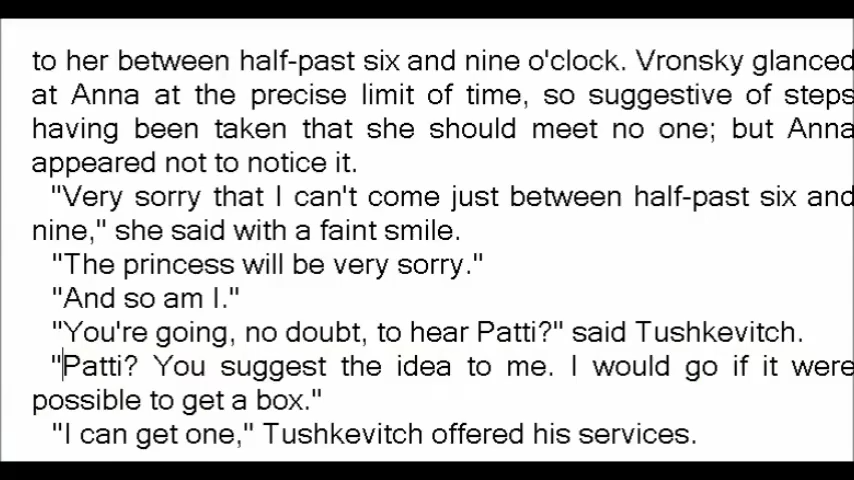 to her between half-past six and nine o'clock. Vronsky glanced
at Anna at the precise limit of time, so suggestive of steps
having been taken that she should meet no one; but Anna
appeared not to notice it.
"Very sorry that I can't come just between half-past six and
nine," she said with a faint smile.
"The princess will be very sorry."
"And so am I."
"You're going, no doubt, to hear Patti?" said Tushkevitch.
"Patti? You suggest the idea to me. I would go if it were
possible to get a box."
"I can get one," Tushkevitch offered his services.